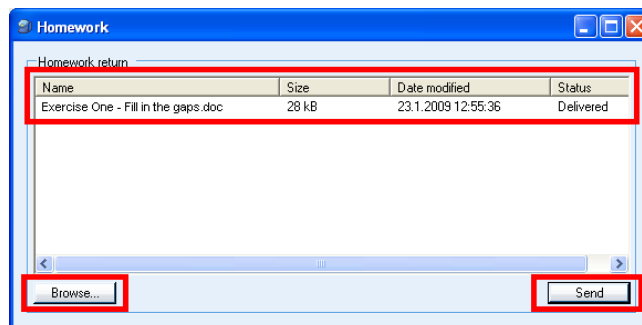 Homework
Homework return
Name Size Date modified Status
Exercise One - Fill in the gaps.doc 28 kB 23.1.2009 12:55:36 Delivered
Browse... Send